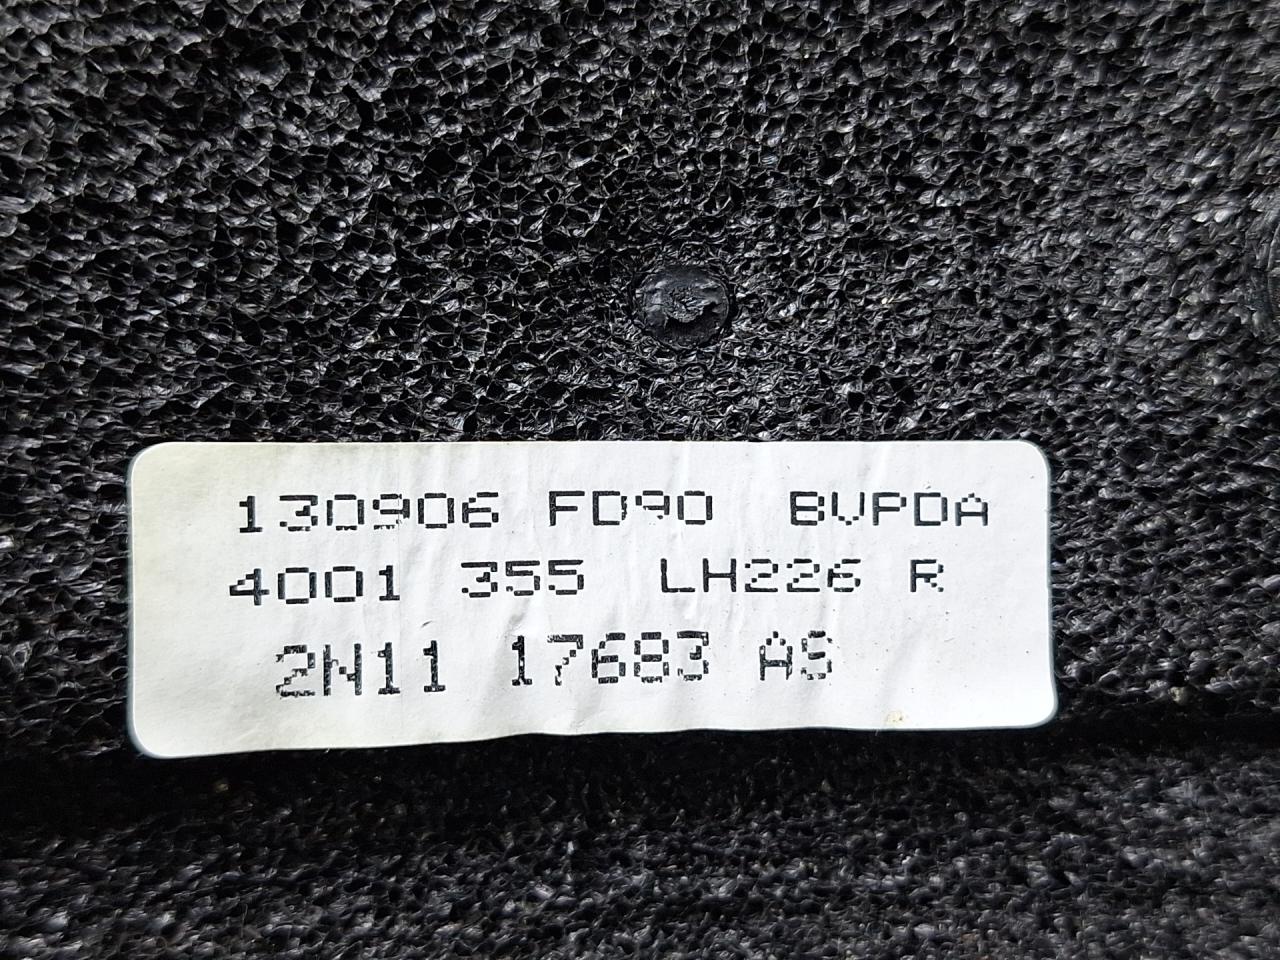 130906 FD90 BVPDA
4001 355 LH226 R
2N11 17683 AS